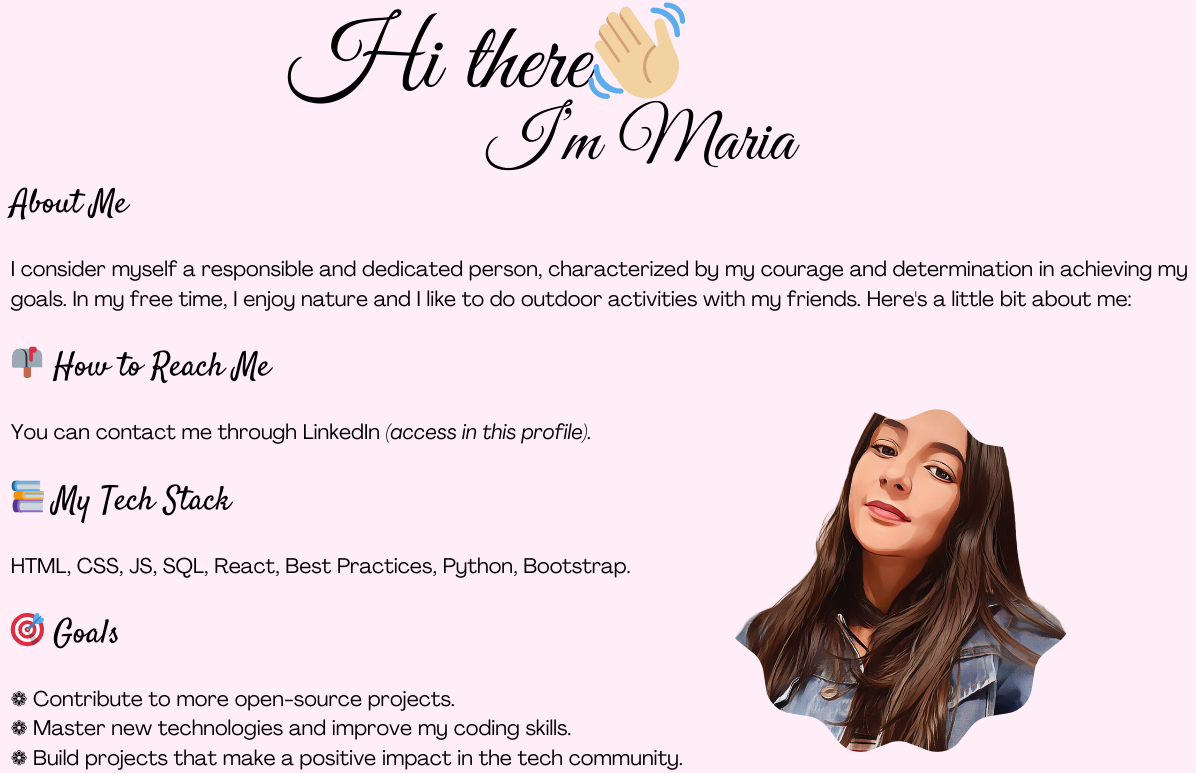 Hi there
I'm Maria
About Me
I consider myself a responsible and dedicated person, characterized by my courage and determination in achieving my
goals. In my free time, I enjoy nature and I like to do outdoor activities with my friends. Here's a little bit about me:
How to Reach Me
You can contact me through LinkedIn (access in this profile).
My Tech Stack
HTML, CSS, JS, SQL, React, Best Practices, Python, Bootstrap.
Goals
❁ Contribute to more open-source projects.
❁ Master new technologies and improve my coding skills.
❁ Build projects that make a positive impact in the tech community.